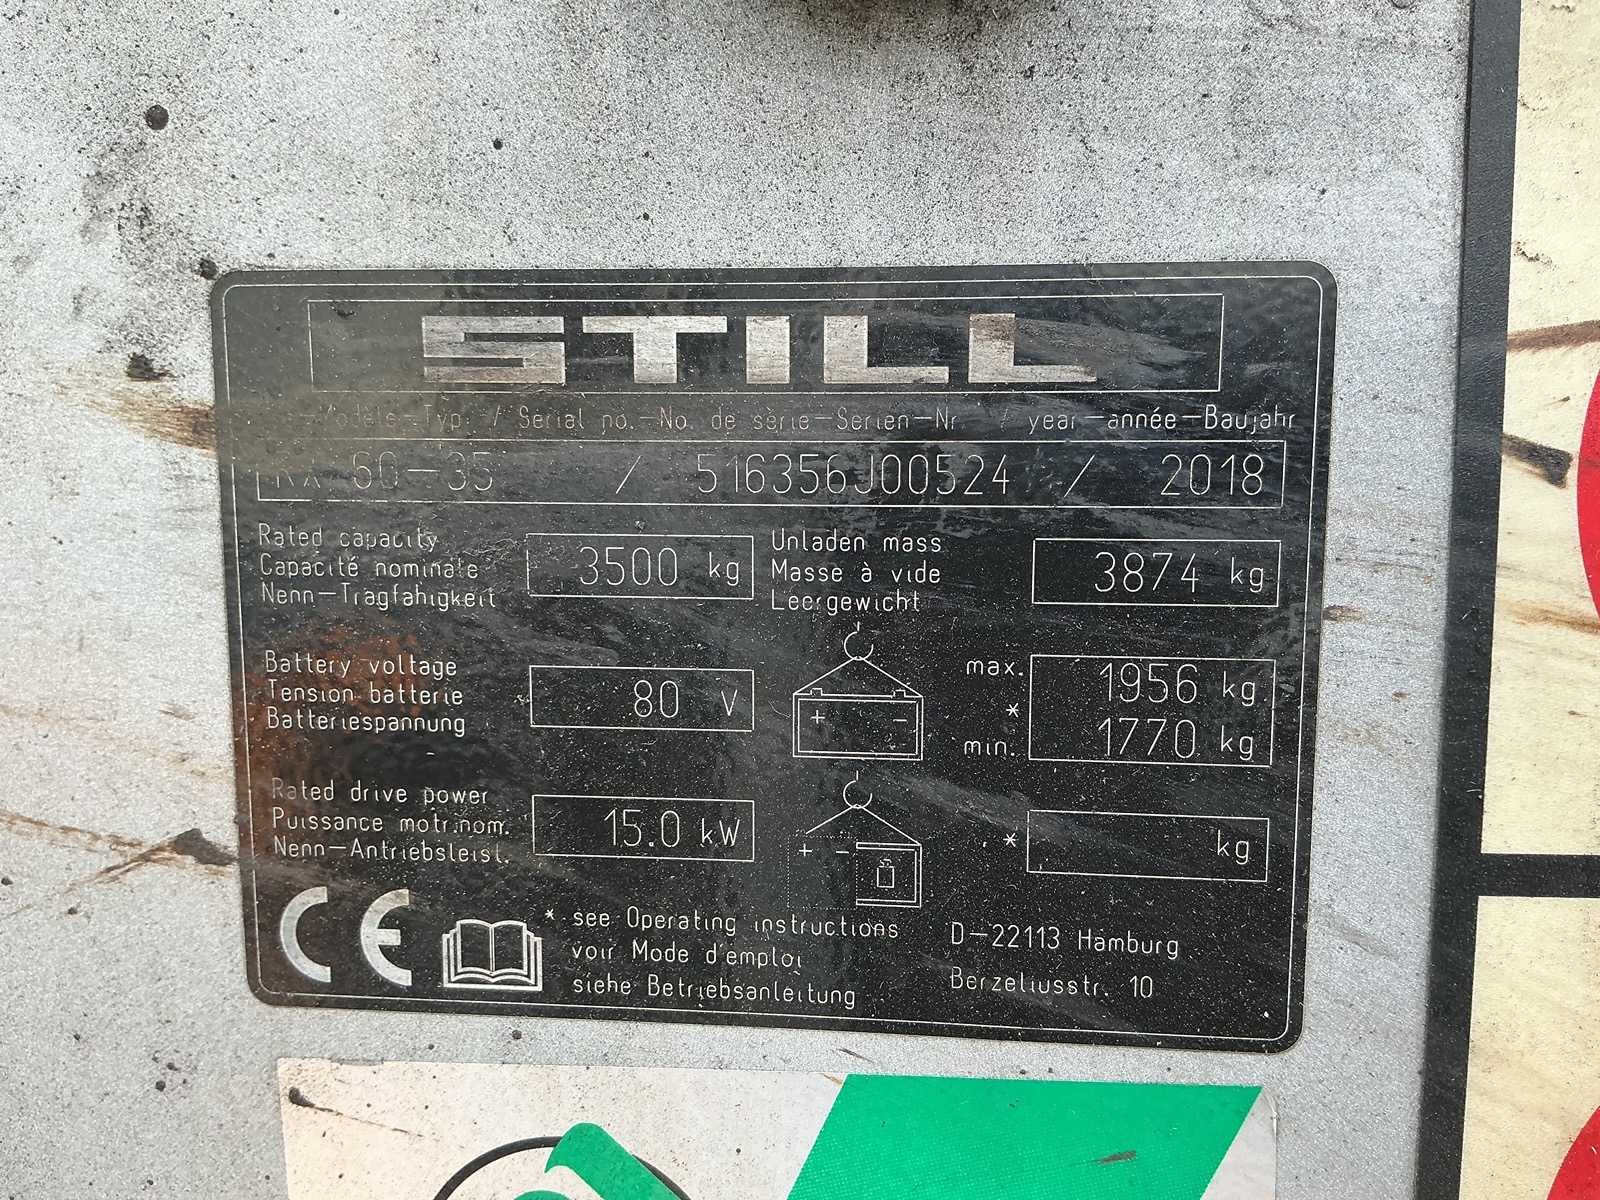 STILL
Modele-Typ / Serial no.-No. de série-Serien-Nr / year-année-Baujahr
RX 60-35 / 516356J00524 / 2018
Rated capacity
Capacité nominale
Nenn-Tragfähigkeit
3500 kg
Unladen mass
Masse à vide
Leergewicht
3874 kg
Battery voltage
Tension batterie
Batteriespannung
80 V
+ -
max. 1956 kg
*
min. 1770 kg
Rated drive power
Puissance motr.nom.
Nenn-Antriebsleist.
15.0 kW
+ -
* kg
CE
* see Operating instructions
voir Mode d'emploi
siehe Betriebsanleitung
D-22113 Hamburg
Berzeliusstr. 10